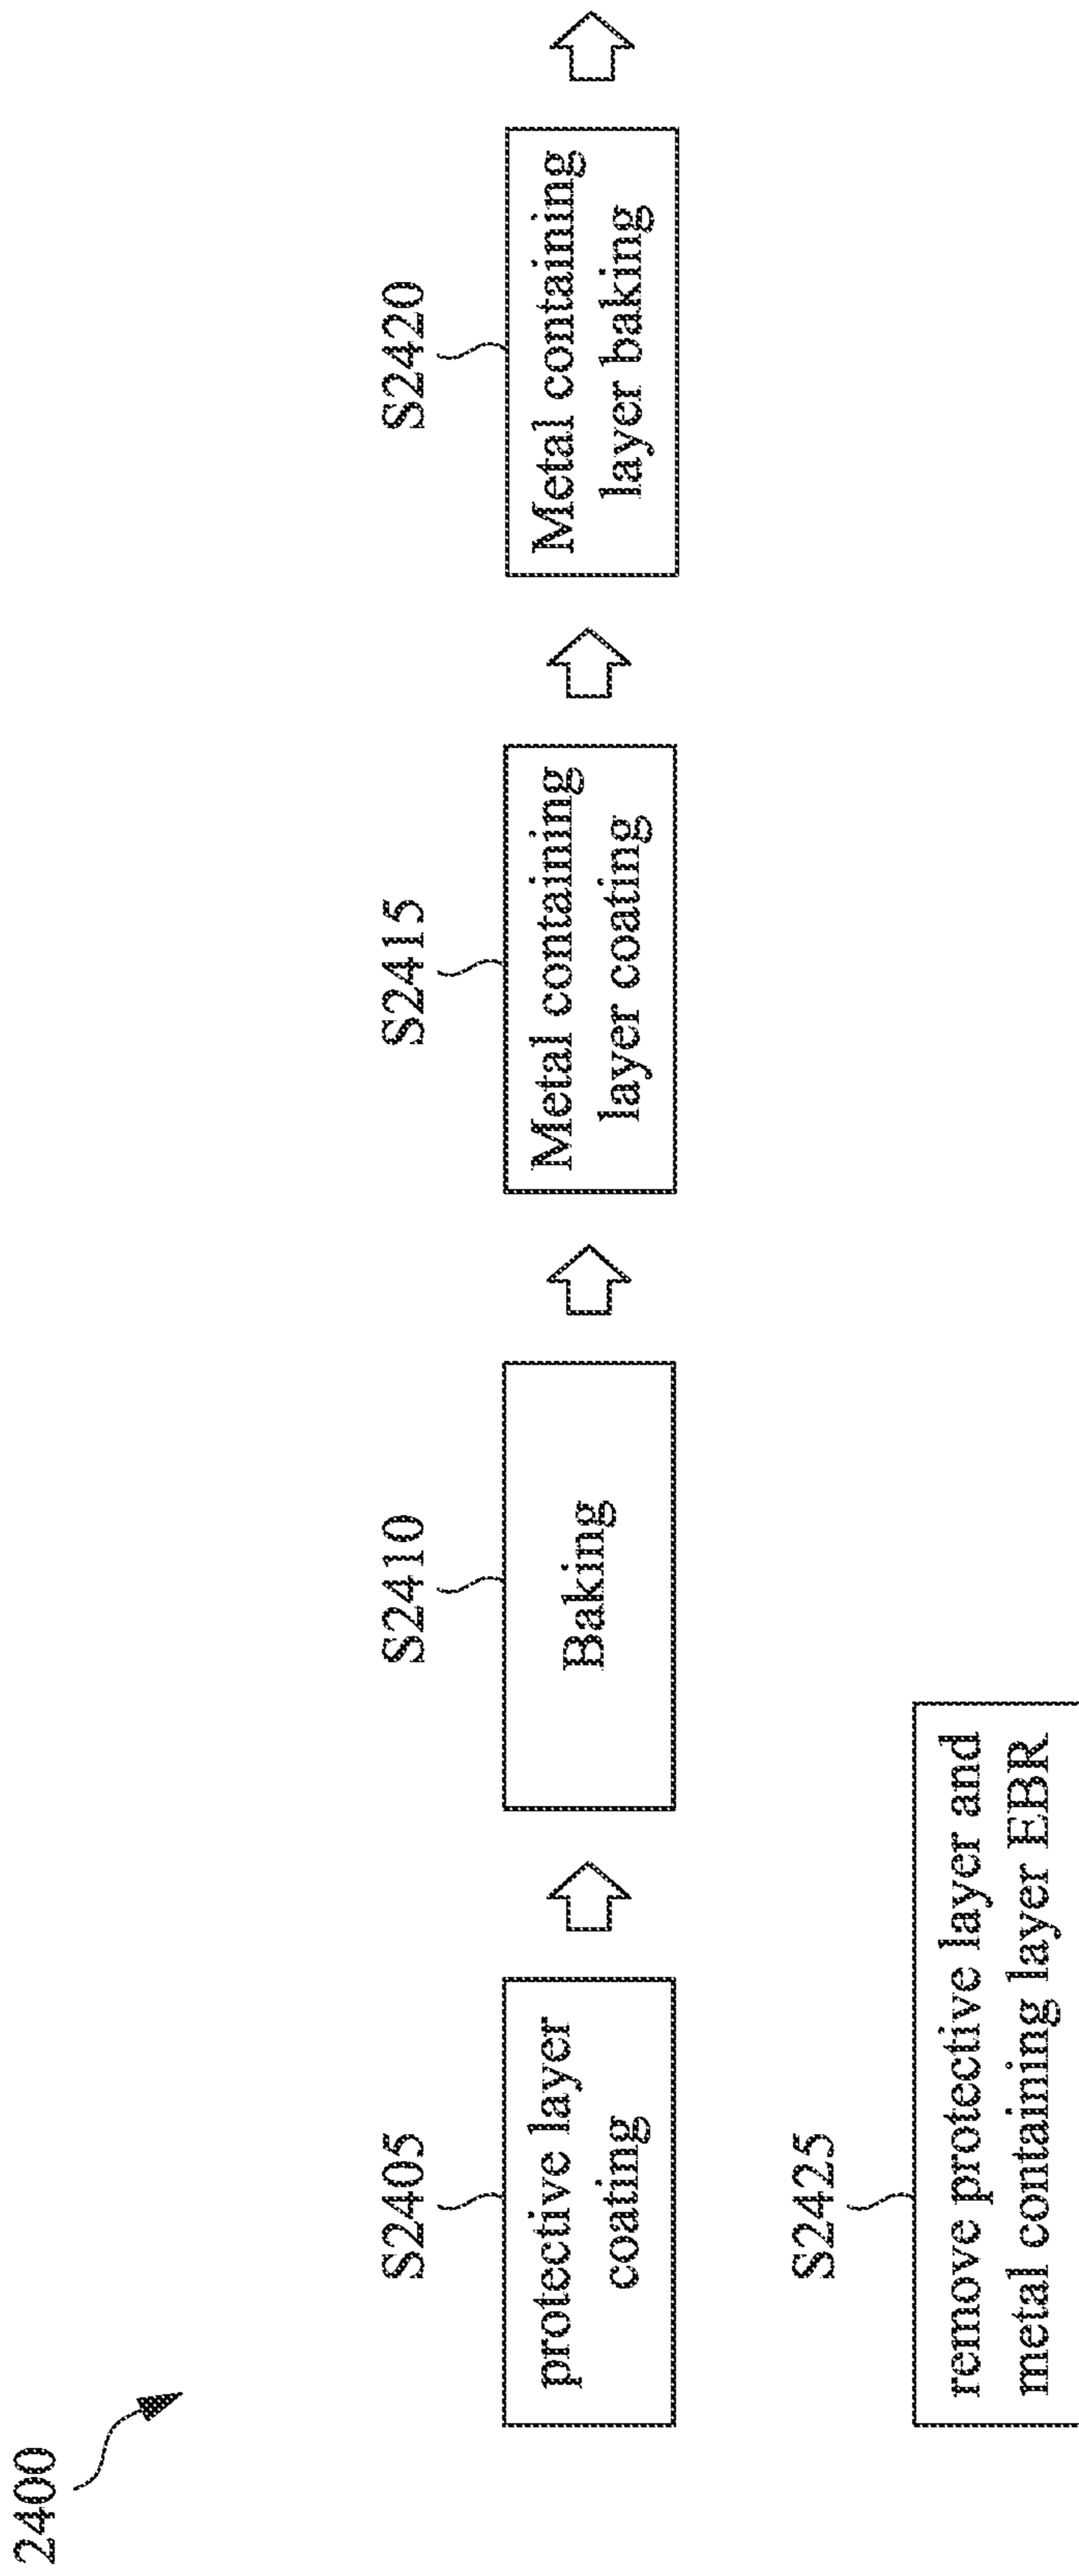 2400
S2405
protective layer
coating
S2410
Baking
S2415
Metal containing
layer coating
S2420
Metal containing
layer baking
S2425
remove protective layer and
metal containing layer EBR